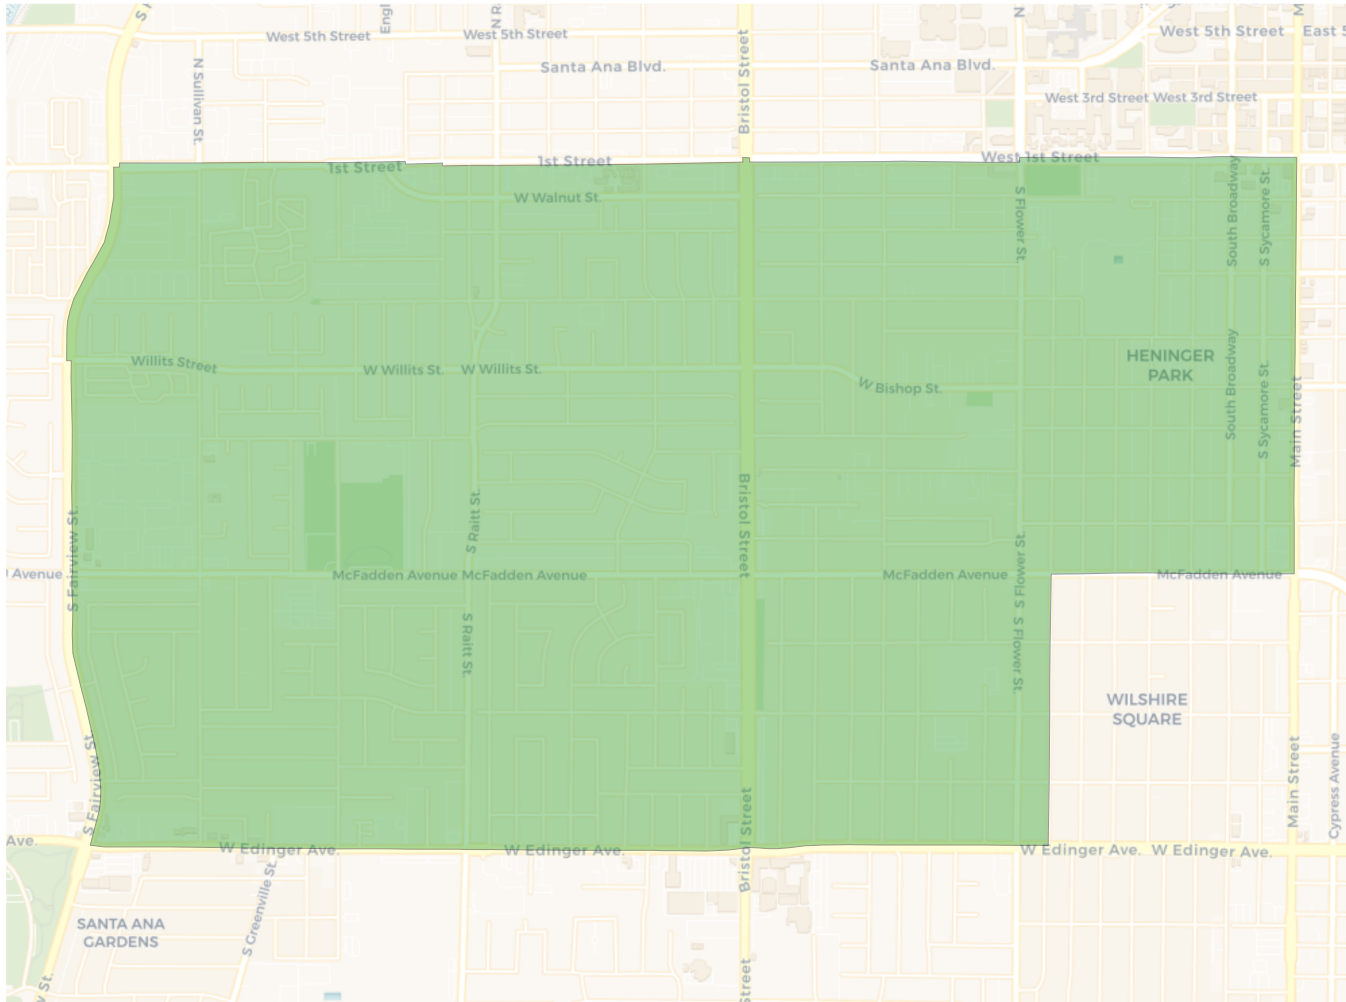 West 5th Street
West 5th Street
West 5th Street
East 5
N Sullivan St.
Santa Ana Blvd.
Santa Ana Blvd.
Bristol Street
West 3rd Street
West 3rd Street
1st Street
1st Street
West 1st Street
W Walnut St.
S Flower St.
South Broadway
S Sycamore St.
Willits Street
W Willits St.
W Willits St.
W Bishop St.
HENINGER
PARK
South Broadway
S Sycamore St.
Main Street
S Raitt St.
Bristol Street
S Fairview St.
Avenue
McFadden Avenue
McFadden Avenue
McFadden Avenue
McFadden Avenue
S Flower St.
S Flower St.
S Raitt St.
WILSHIRE
SQUARE
S Fairview St.
Main Street
Cypress Avenue
Bristol Street
Ave.
W Edinger Ave.
W Edinger Ave.
W Edinger Ave.
W Edinger Ave.
S Greenville St.
SANTA ANA
GARDENS
St.
Street